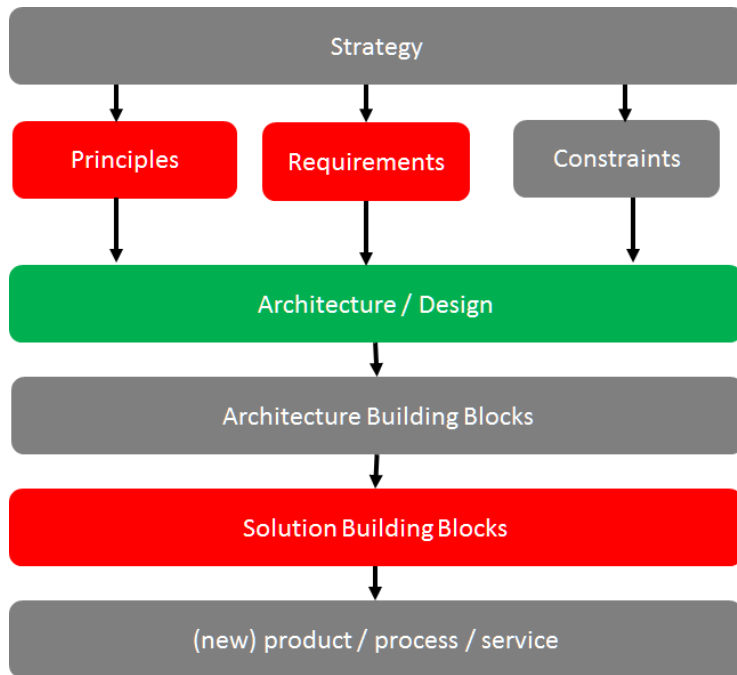 Strategy
Principles
Requirements
Constraints
Architecture / Design
Architecture Building Blocks
Solution Building Blocks
(new) product / process / service